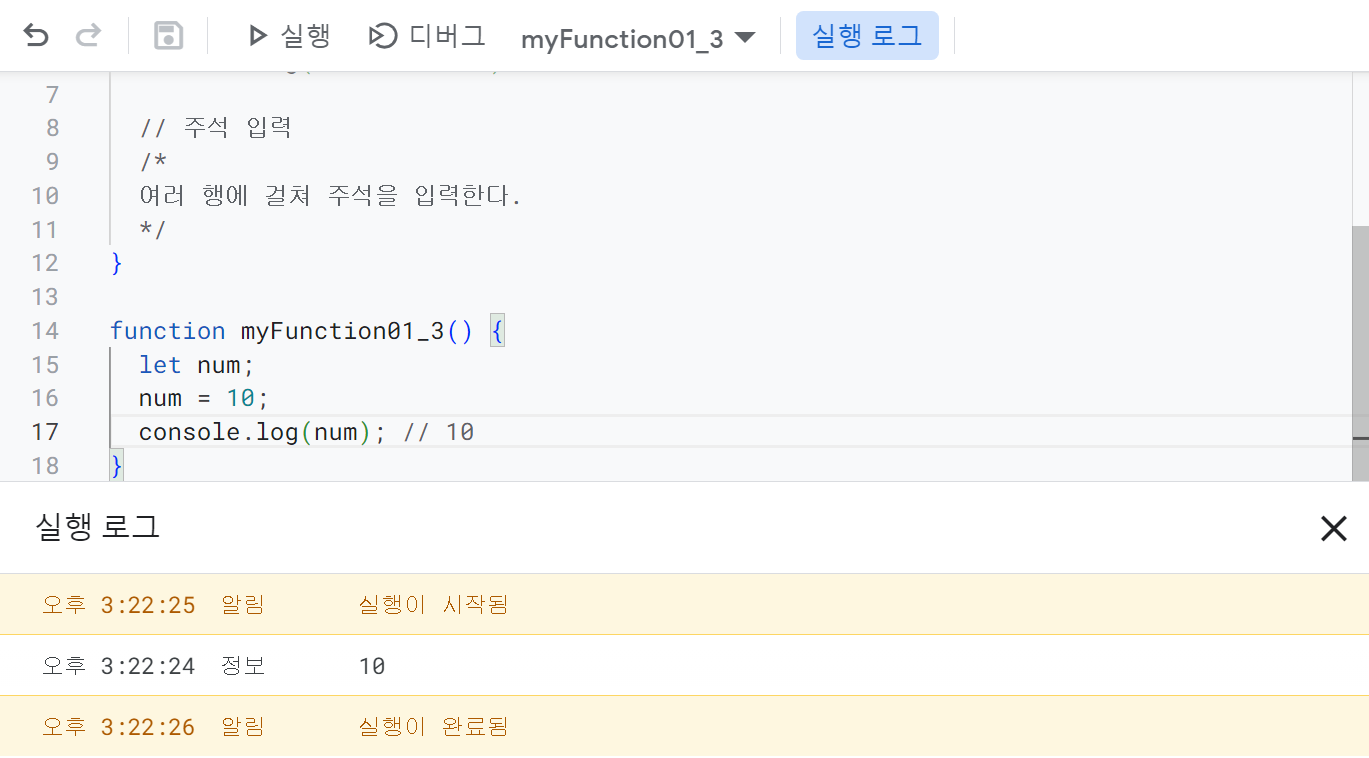 실행 디버그 myFunction01_3 실행 로그
7
8 // 주석 입력
9 /*
10 여러 행에 걸쳐 주석을 입력한다.
11 */
12 }
13
14 function myFunction01_3() {
15 let num;
16 num = 10;
17 console.log(num); // 10
18 }
실행 로그
오후 3:22:25 알림 실행이 시작됨
오후 3:22:24 정보 10
오후 3:22:26 알림 실행이 완료됨